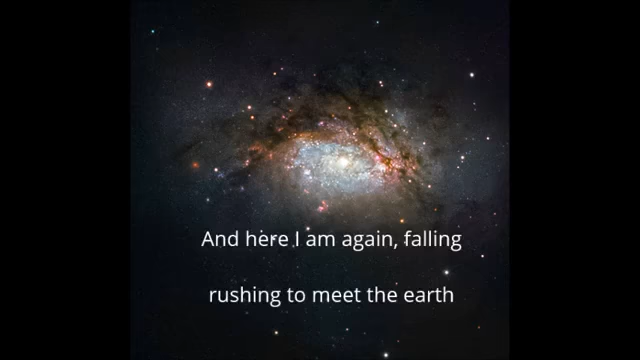 And here I am again, falling
rushing to meet the earth